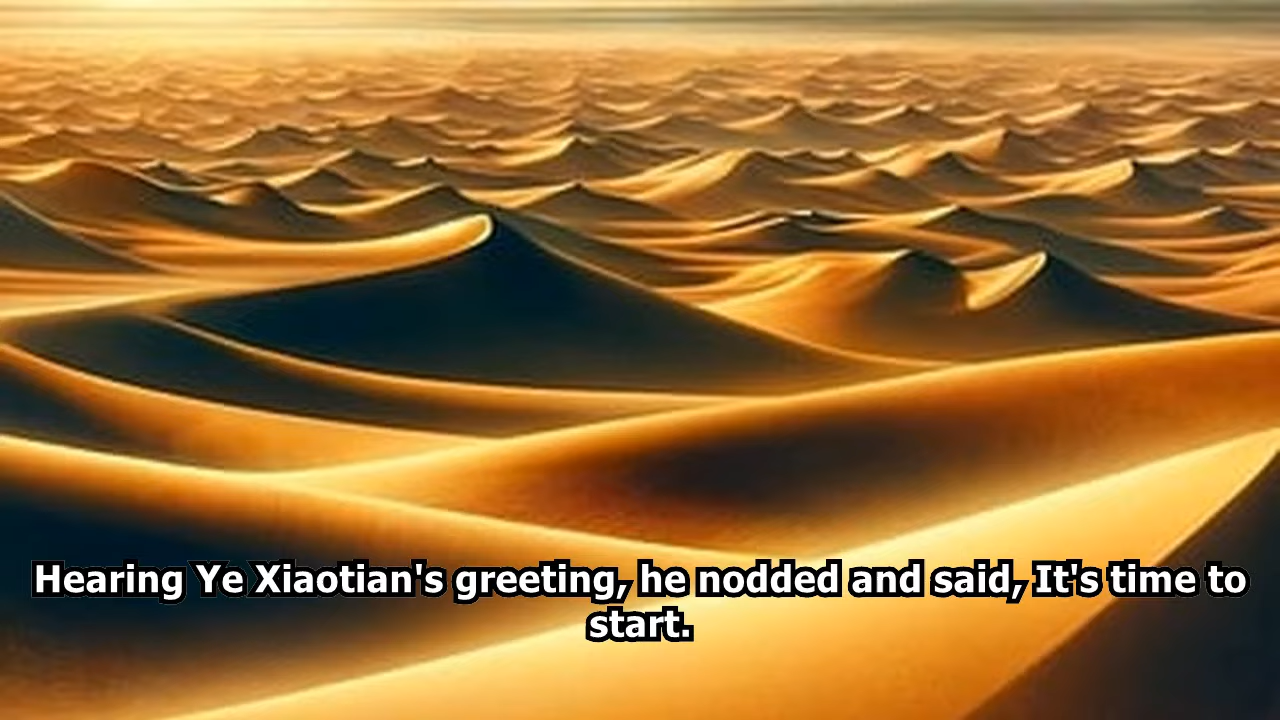 Hearing Ye Xiaotian's greeting, he nodded and said, It's time to
start.